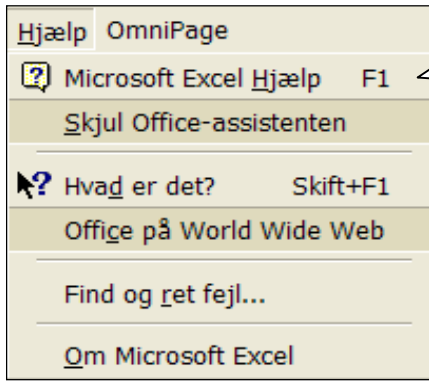 Hjælp OmniPage
Microsoft Excel Hjælp F1
Skjul Office-assistenten
Hvad er det? Skift+F1
Office på World Wide Web
Find og ret fejl...
Om Microsoft Excel